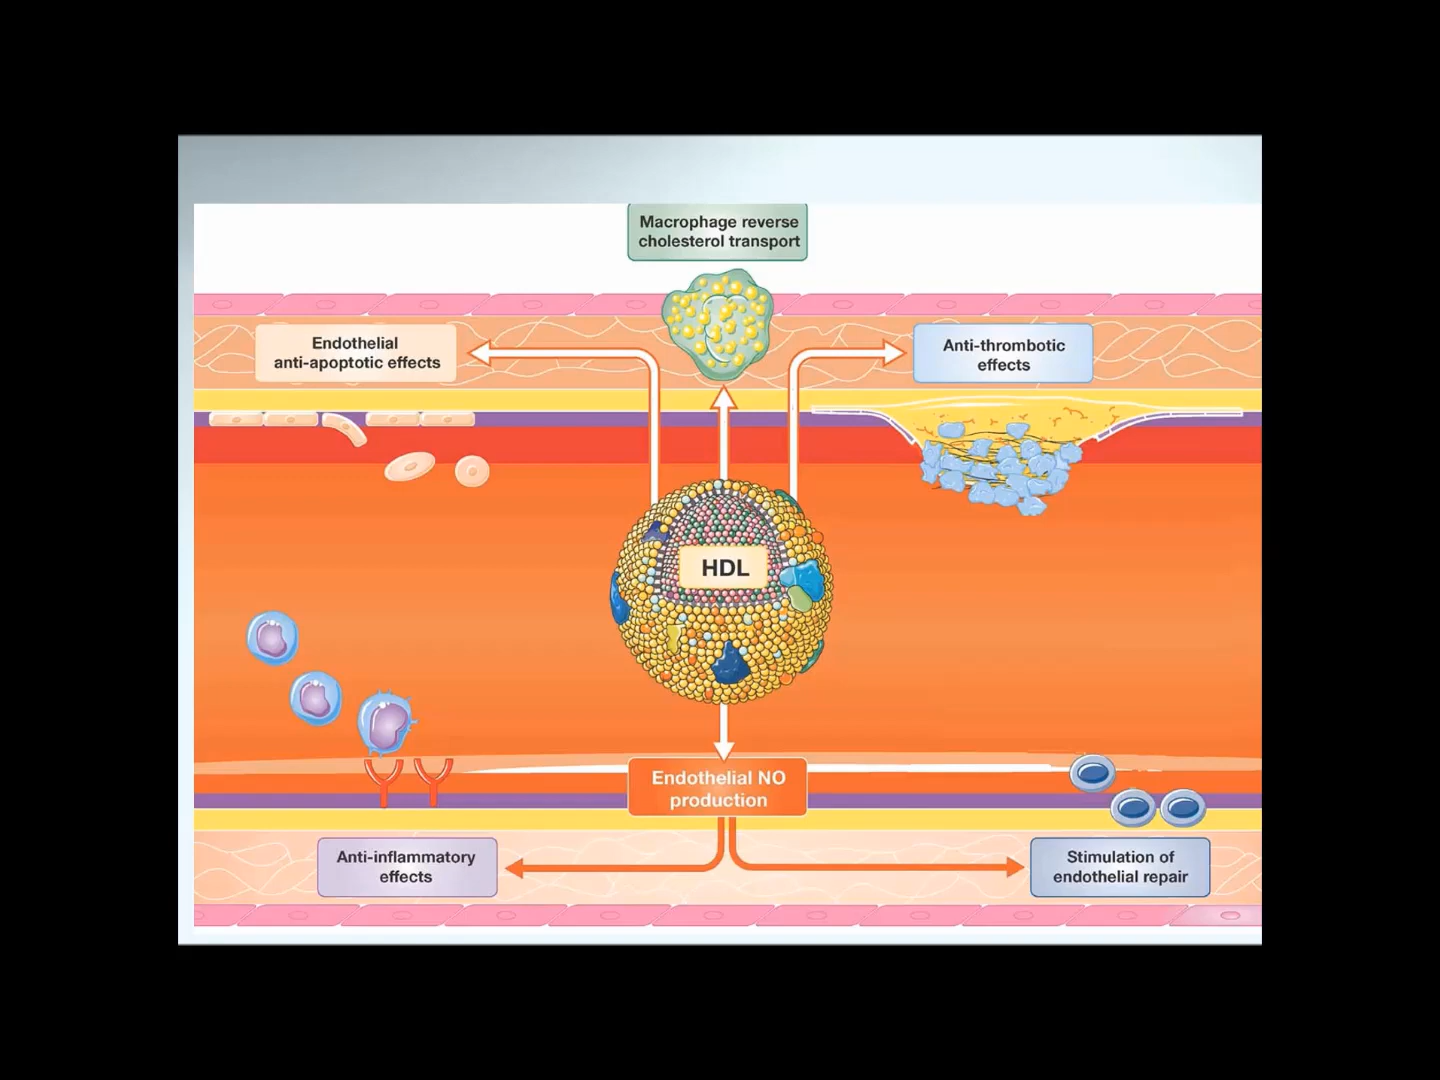 Macrophage reverse
cholesterol transport
Endothelial
anti-apoptotic effects
Anti-thrombotic
effects
HDL
Endothelial NO
production
Anti-inflammatory
effects
Stimulation of
endothelial repair